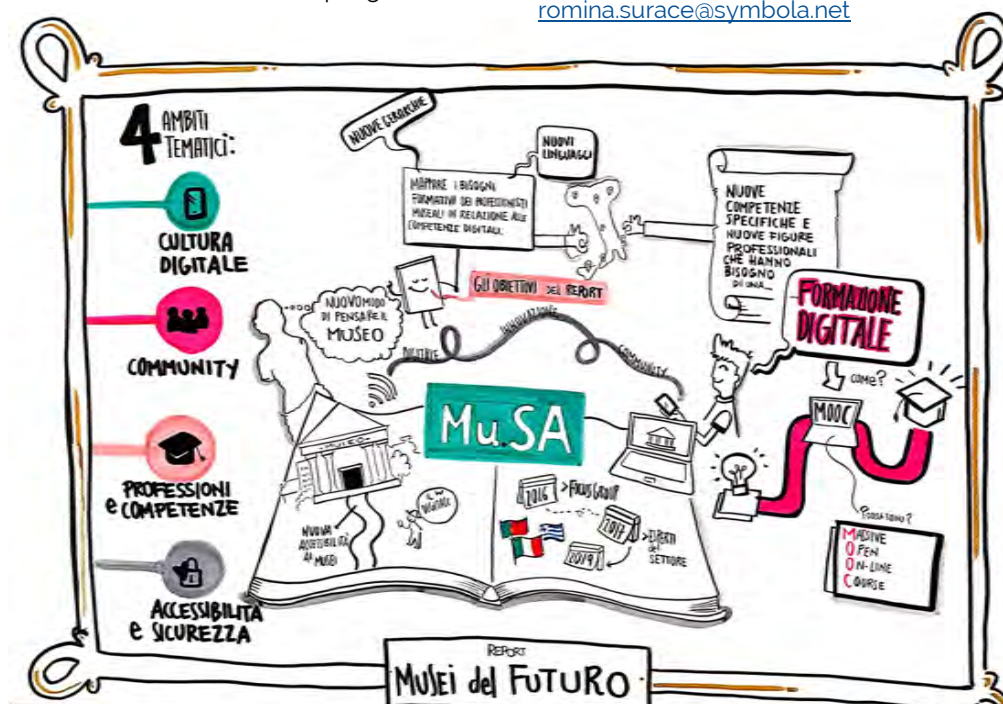 romina.surace@symbola.net
4 AMBITI
TEMATICI:
CULTURA
DIGITALE
COMMUNITY
PROFESSIONI
e COMPETENZE
ACCESSIBILITÀ
e SICUREZZA
NUOVE GERARCHIE
NUOVI
LINGUAGGI
MAPPARE I BISOGNI
FORMATIVI DEI PROFESSIONISTI
MUSEALI IN RELAZIONE ALLE
COMPETENZE DIGITALI
GLI OBIETTIVI DEL REPORT
NUOVO MODO
DI PENSARE IL
MUSEO
DIGITALE
INNOVAZIONE
COMMUNITY
NUOVE
COMPETENZE
SPECIFICHE E
NUOVE FIGURE
PROFESSIONALI
CHE HANNO
BISOGNO
DI UNA...
FORMAZIONE
DIGITALE
COME?
MOOC
MASSIVE
OPEN
ON-LINE
COURSE
Mu.SA
MUSEO
NUOVA
ACCESSIBILITÀ
AI MUSEI
DIGITALE
2016 > FOCUS GROUP
2017 > ESPERTI
DEL
SETTORE
2019
REPORT
MUSEI del FUTURO